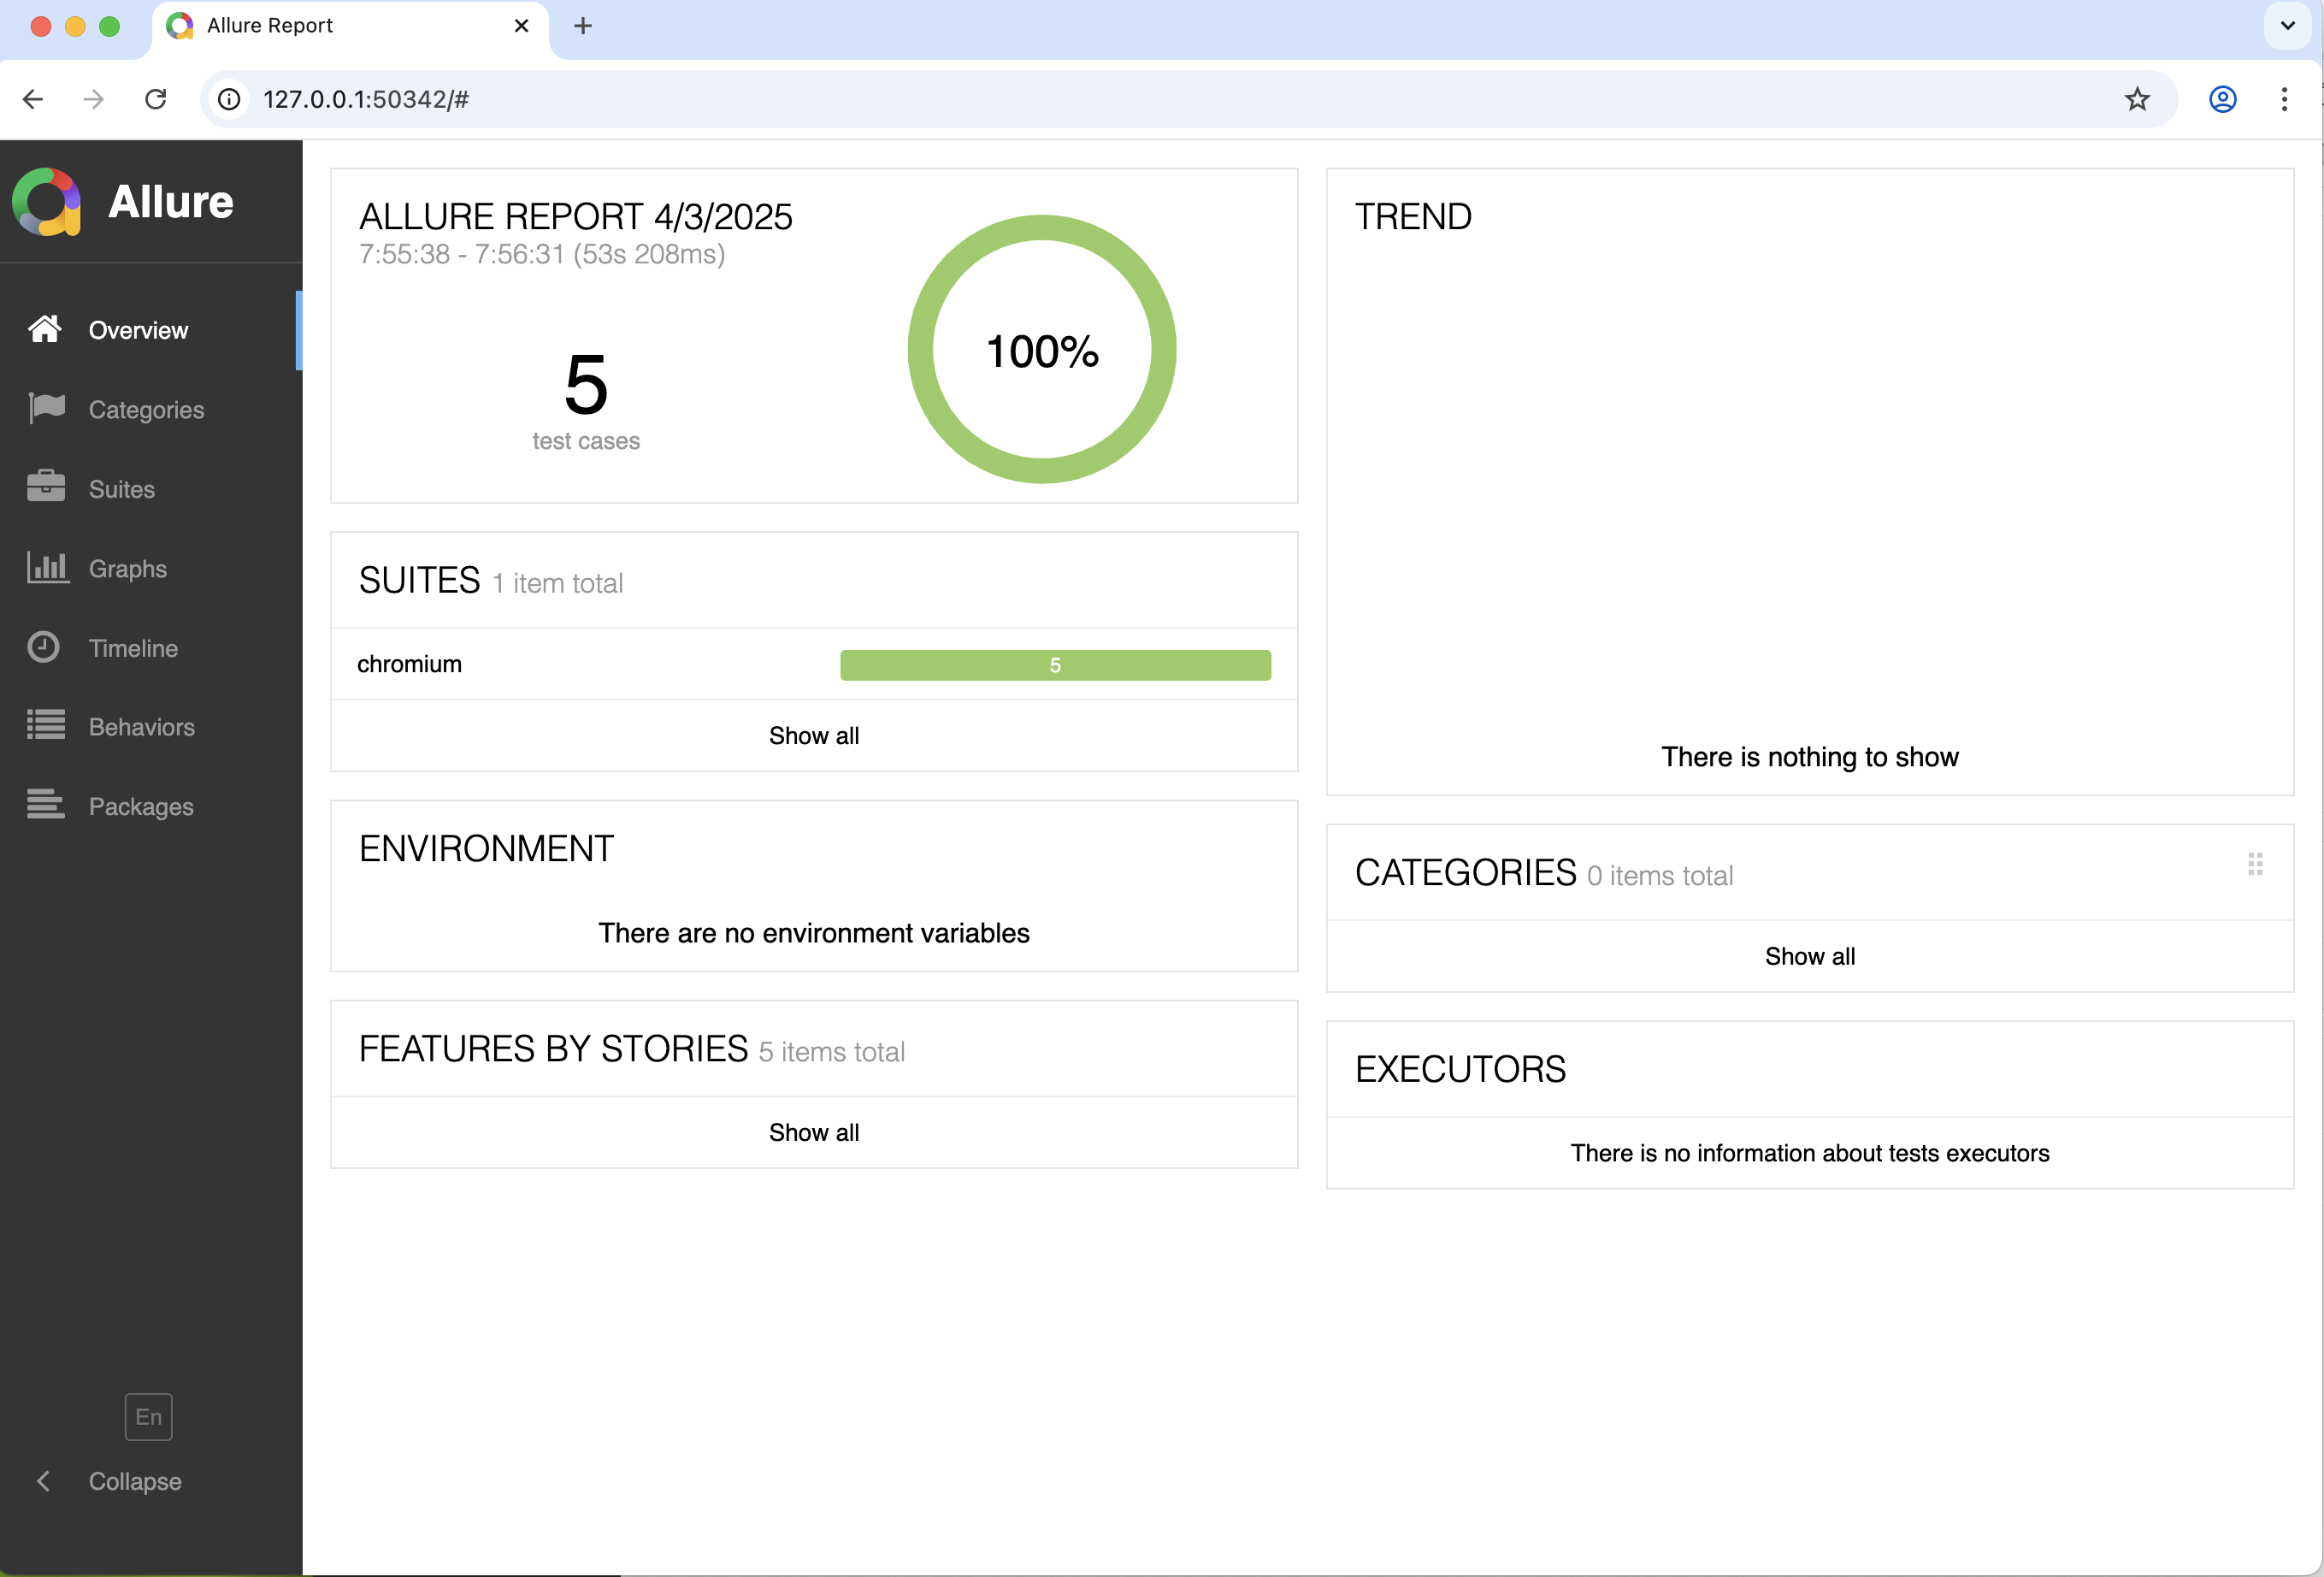 Allure Report
127.0.0.1:50342/#
Allure
Overview
Categories
Suites
Graphs
Timeline
Behaviors
Packages
En
Collapse
ALLURE REPORT 4/3/2025
7:55:38 - 7:56:31 (53s 208ms)
5
test cases
100%
SUITES 1 item total
chromium
5
Show all
ENVIRONMENT
There are no environment variables
FEATURES BY STORIES 5 items total
Show all
TREND
There is nothing to show
CATEGORIES 0 items total
Show all
EXECUTORS
There is no information about tests executors